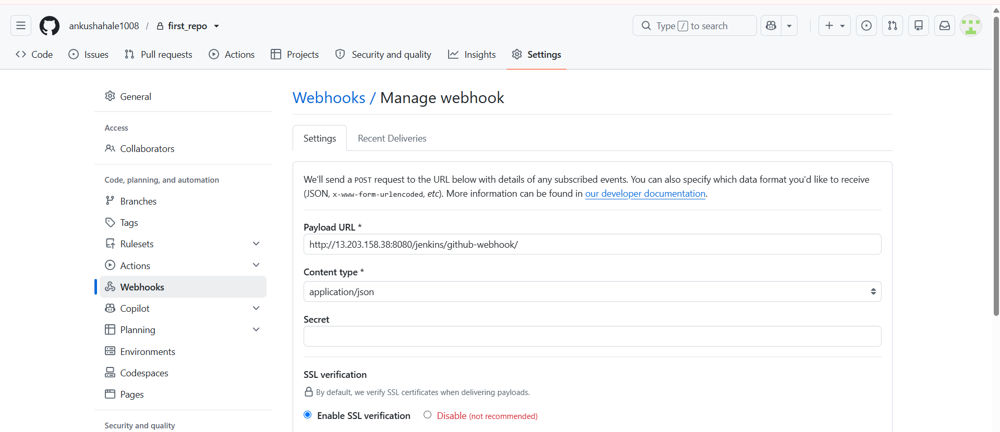 ankushahale1008 / first_repo
Type / to search
Code Issues Pull requests Actions Projects Security and quality Insights Settings
General
Access
Collaborators
Code, planning, and automation
Branches
Tags
Rulesets
Actions
Webhooks
Copilot
Planning
Environments
Codespaces
Pages
Security and quality
Webhooks / Manage webhook
Settings Recent Deliveries
We'll send a POST request to the URL below with details of any subscribed events. You can also specify which data format you'd like to receive
(JSON, x-www-form-urlencoded, etc). More information can be found in our developer documentation.
Payload URL *
http://13.203.158.38:8080/jenkins/github-webhook/
Content type *
application/json
Secret
SSL verification
By default, we verify SSL certificates when delivering payloads.
Enable SSL verification Disable (not recommended)